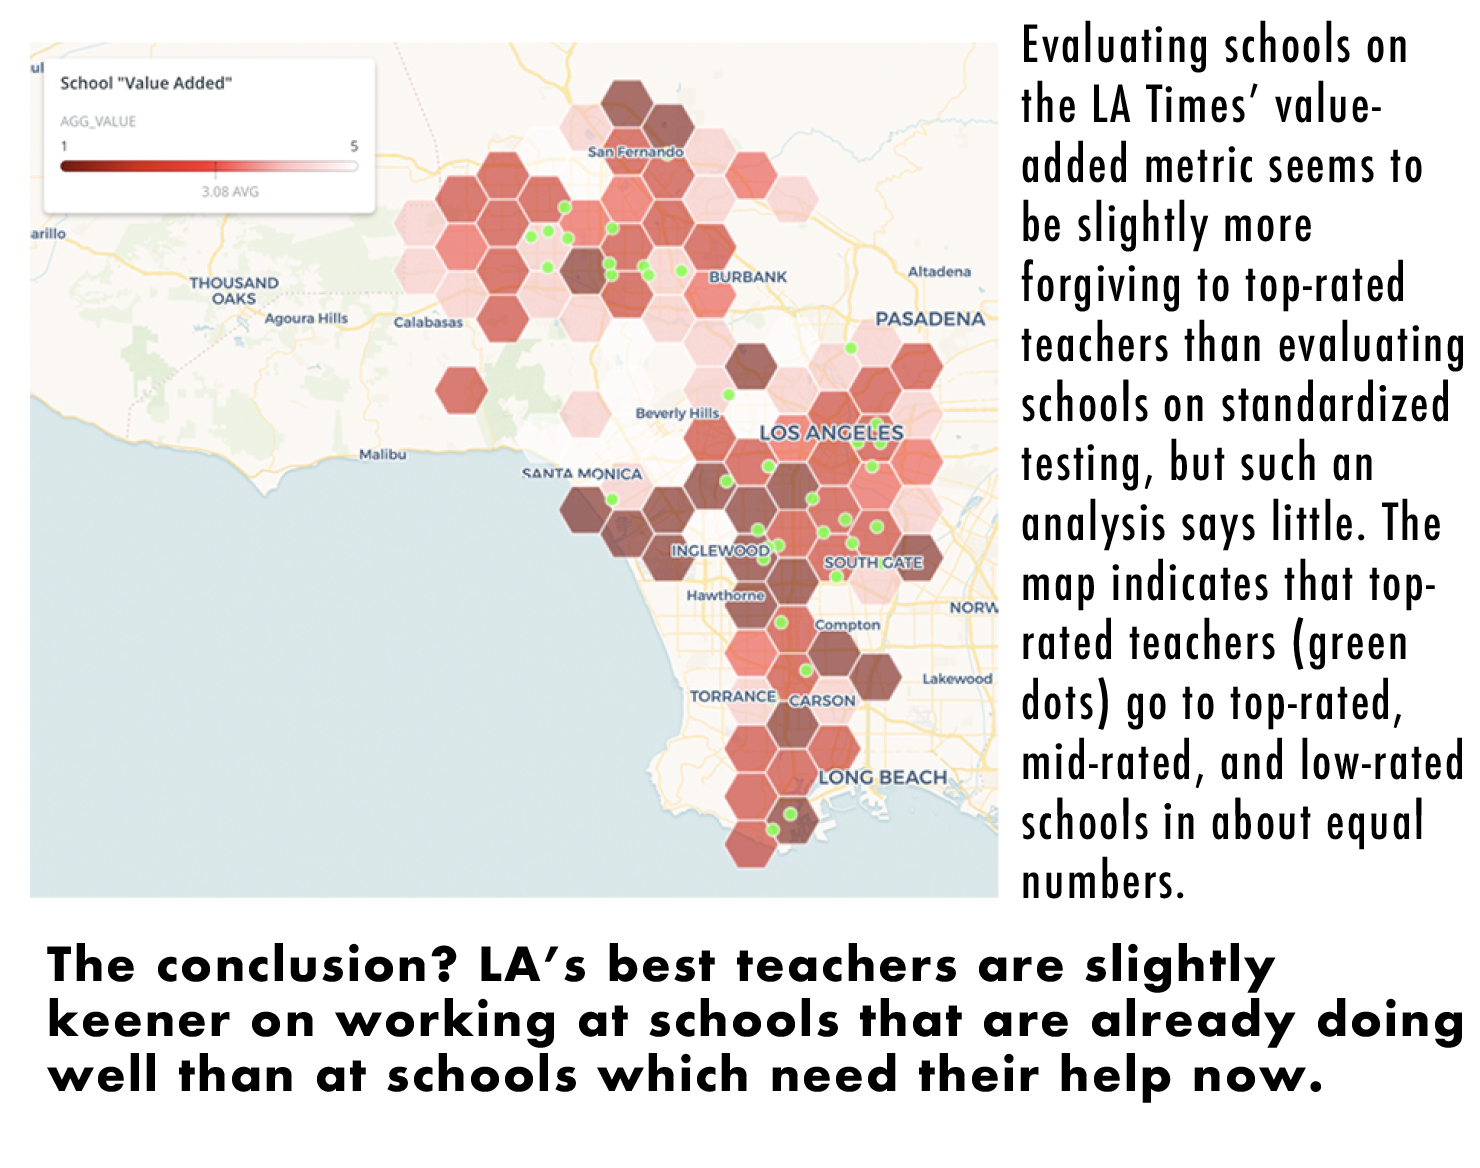 School "Value Added"
AGG_VALUE
1 5
3.08 AVG
ul
arillo
THOUSAND
OAKS
Agoura Hills
Calabasas
Malibu
San Fernando
BURBANK
Altadena
PASADENA
Beverly Hills
LOS ANGELES
SANTA MONICA
INGLEWOOD
SOUTH GATE
Hawthorne
NORW
Compton
Lakewood
TORRANCE
CARSON
LONG BEACH
Evaluating schools on
the LA Times’ value-
added metric seems to
be slightly more
forgiving to top-rated
teachers than evaluating
schools on standardized
testing, but such an
analysis says little. The
map indicates that top-
rated teachers (green
dots) go to top-rated,
mid-rated, and low-rated
schools in about equal
numbers.
The conclusion? LA’s best teachers are slightly
keener on working at schools that are already doing
well than at schools which need their help now.